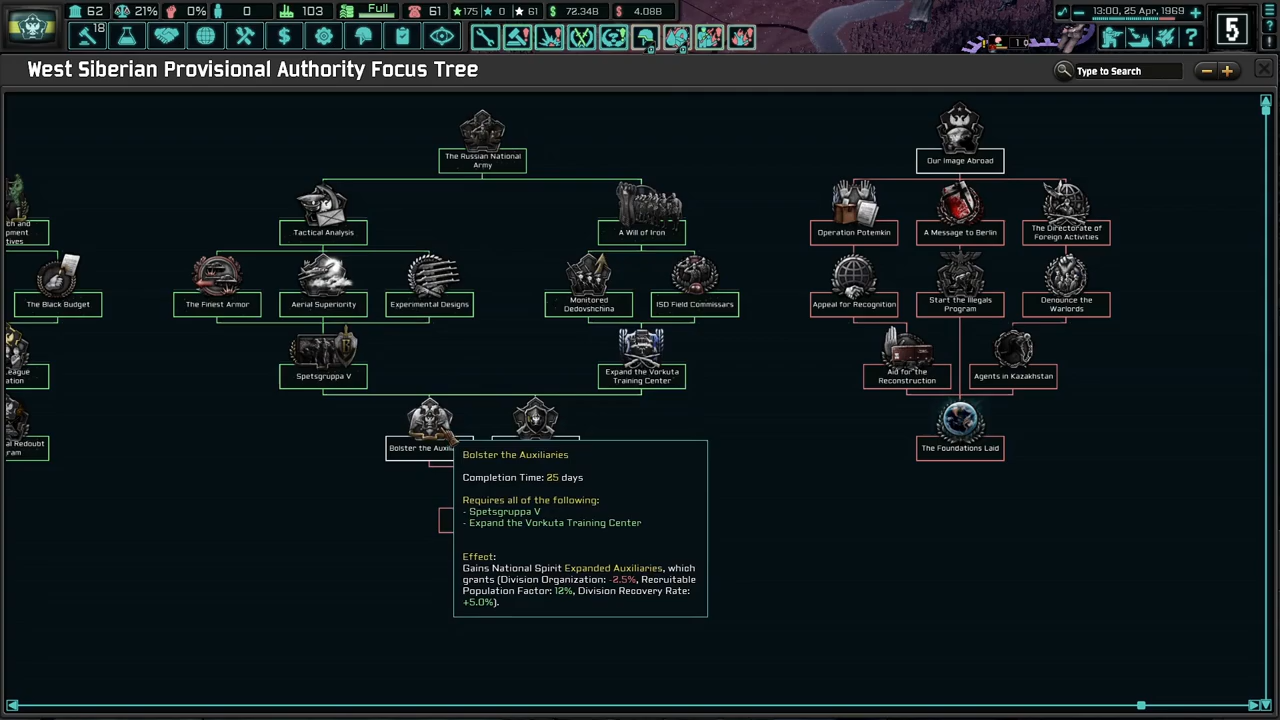 62 21% 0% 0 103 Full 61 175 0 61 $ 72.34B $ 4.08B 13:00, 25 Apr, 1969
18
5
West Siberian Provisional Authority Focus Tree
Type to Search
The Russian National
Army
Our Image Abroad
Tactical Analysis
A Will of Iron
Operation Potemkin
A Message to Berlin
The Directorate of
Foreign Activities
The Black Budget
The Finest Armor
Aerial Superiority
Experimental Designs
Monitored
Dedovshchina
ISD Field Commissars
Appeal for Recognition
Start the Illegals
Program
Denounce the
Warlords
Spetsgruppa V
Expand the Vorkuta
Training Center
Aid for the
Reconstruction
Agents in Kazakhstan
Bolster the Auxil
The Foundations Laid
Bolster the Auxiliaries
Completion Time: 25 days
Requires all of the following:
- Spetsgruppa V
- Expand the Vorkuta Training Center
Effect:
Gains National Spirit Expanded Auxiliaries, which
grants (Division Organization: -2.5%, Recruitable
Population Factor: 12%, Division Recovery Rate:
+5.0%).